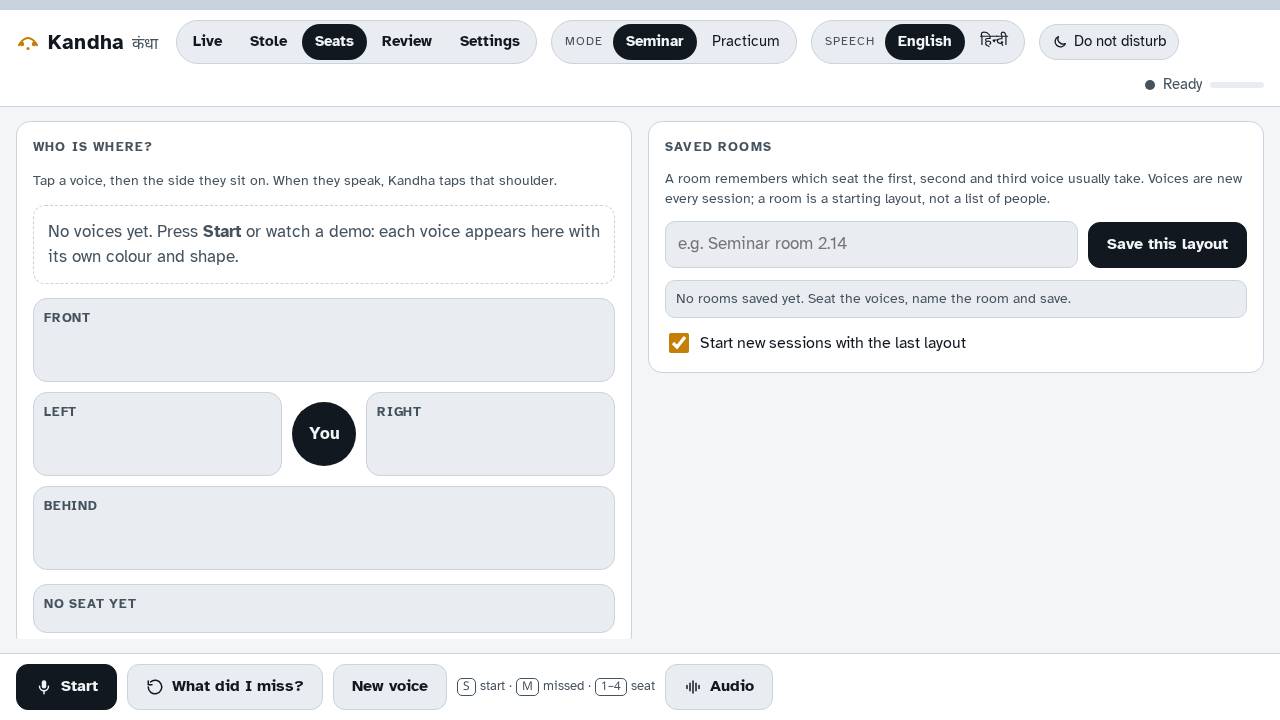 Kandha कंधा
Live Stole Seats Review Settings
MODE Seminar Practicum
SPEECH English हिन्दी
Do not disturb
Ready
WHO IS WHERE?
Tap a voice, then the side they sit on. When they speak, Kandha taps that shoulder.
No voices yet. Press Start or watch a demo: each voice appears here with
its own colour and shape.
FRONT
LEFT
You
RIGHT
BEHIND
NO SEAT YET
SAVED ROOMS
A room remembers which seat the first, second and third voice usually take. Voices are new
every session; a room is a starting layout, not a list of people.
e.g. Seminar room 2.14
Save this layout
No rooms saved yet. Seat the voices, name the room and save.
Start new sessions with the last layout
Start
What did I miss?
New voice
S start · M missed · 1–4 seat
Audio